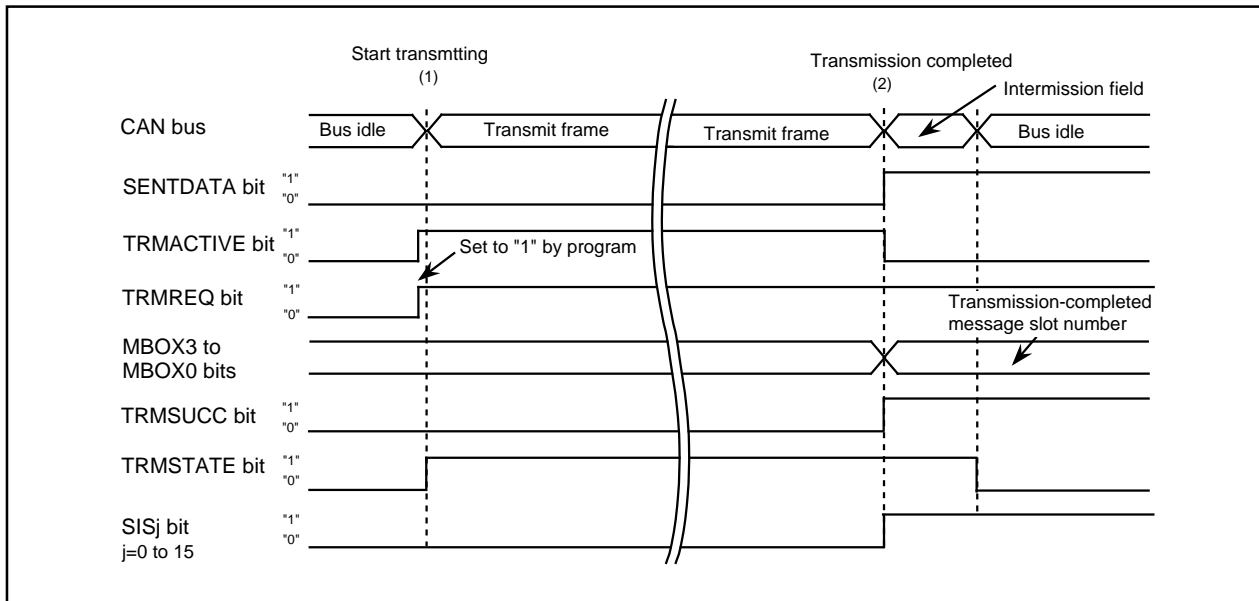 Start transmtting
(1)
Transmission completed
(2)
Intermission field
CAN bus
Bus idle
Transmit frame
Transmit frame
Bus idle
SENTDATA bit
"1"
"0"
TRMACTIVE bit
"1"
"0"
Set to "1" by program
TRMREQ bit
"1"
"0"
Transmission-completed
message slot number
MBOX3 to
MBOX0 bits
TRMSUCC bit
"1"
"0"
TRMSTATE bit
"1"
"0"
SISj bit
j=0 to 15
"1"
"0"